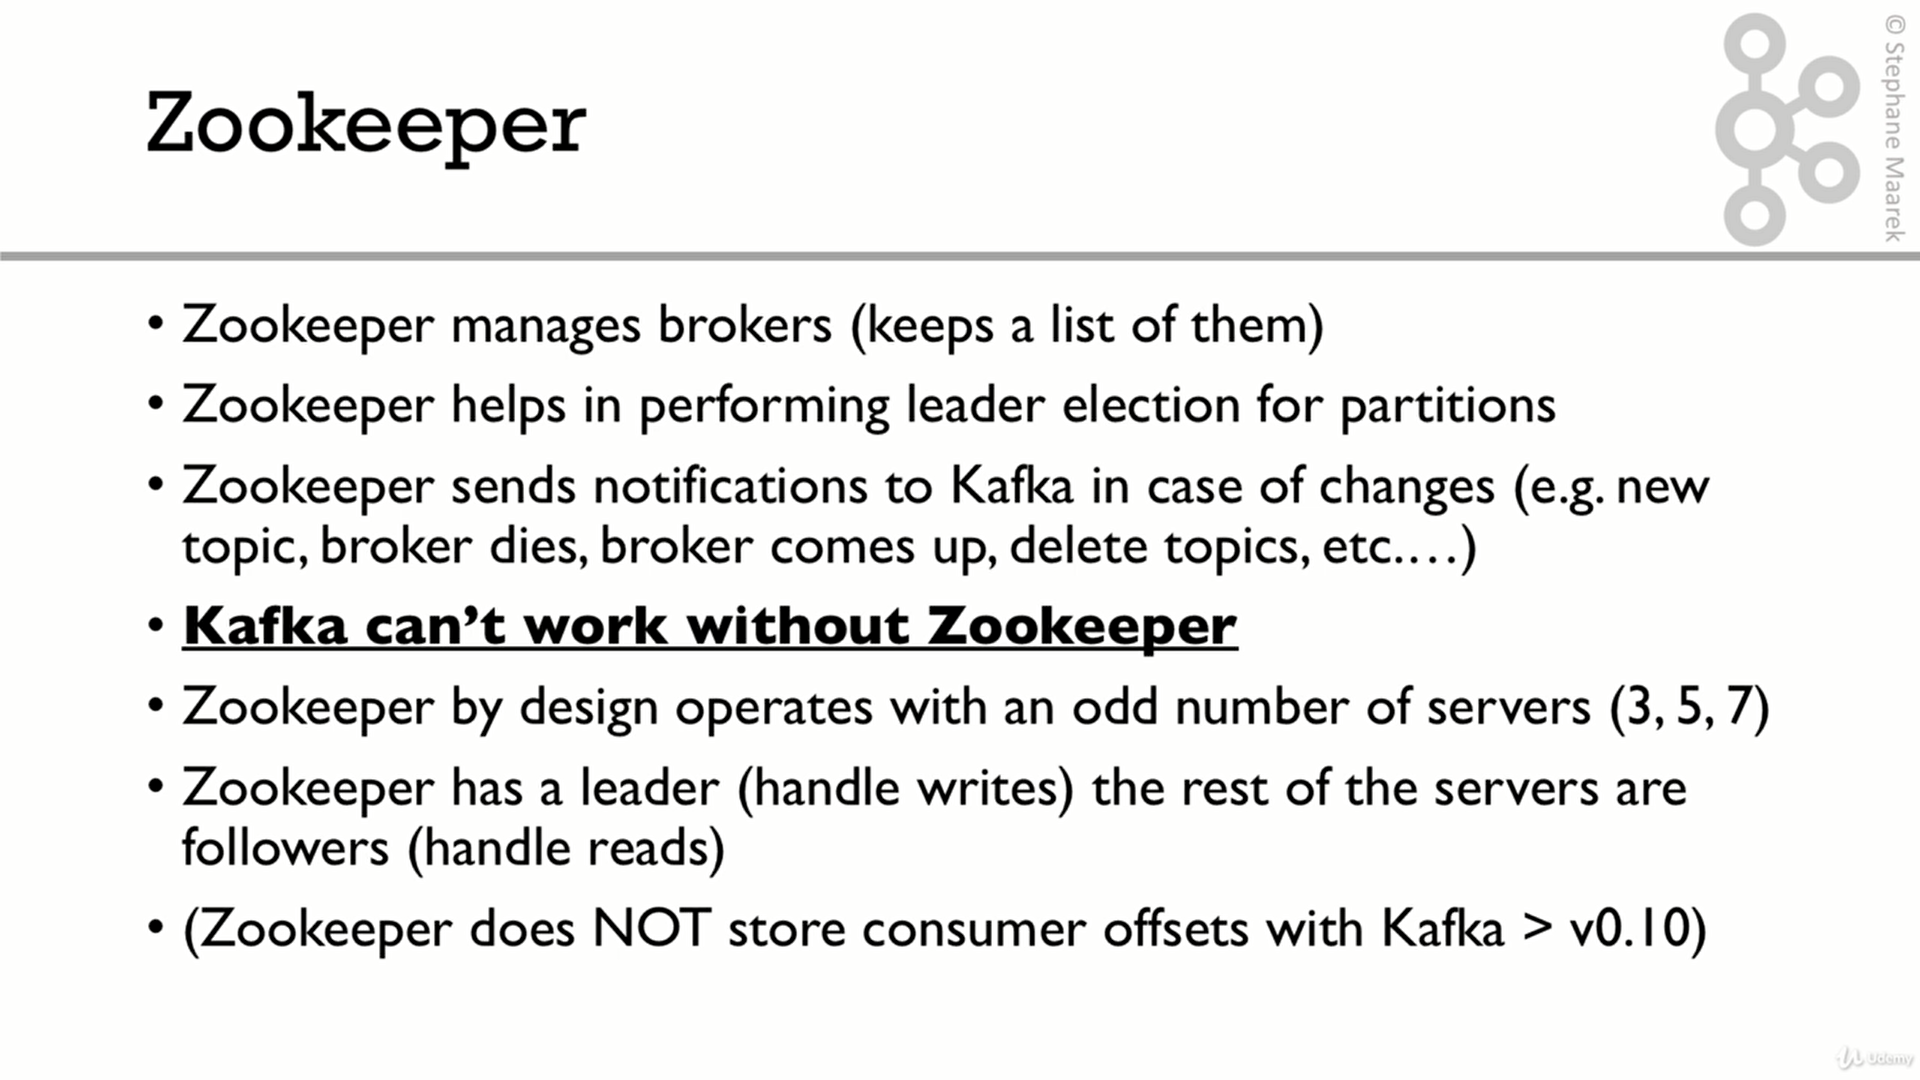 Zookeeper
© Stephane Maarek
• Zookeeper manages brokers (keeps a list of them)
• Zookeeper helps in performing leader election for partitions
• Zookeeper sends notifications to Kafka in case of changes (e.g. new
topic, broker dies, broker comes up, delete topics, etc.…)
• Kafka can’t work without Zookeeper
• Zookeeper by design operates with an odd number of servers (3, 5, 7)
• Zookeeper has a leader (handle writes) the rest of the servers are
followers (handle reads)
• (Zookeeper does NOT store consumer offsets with Kafka > v0.10)
Udemy